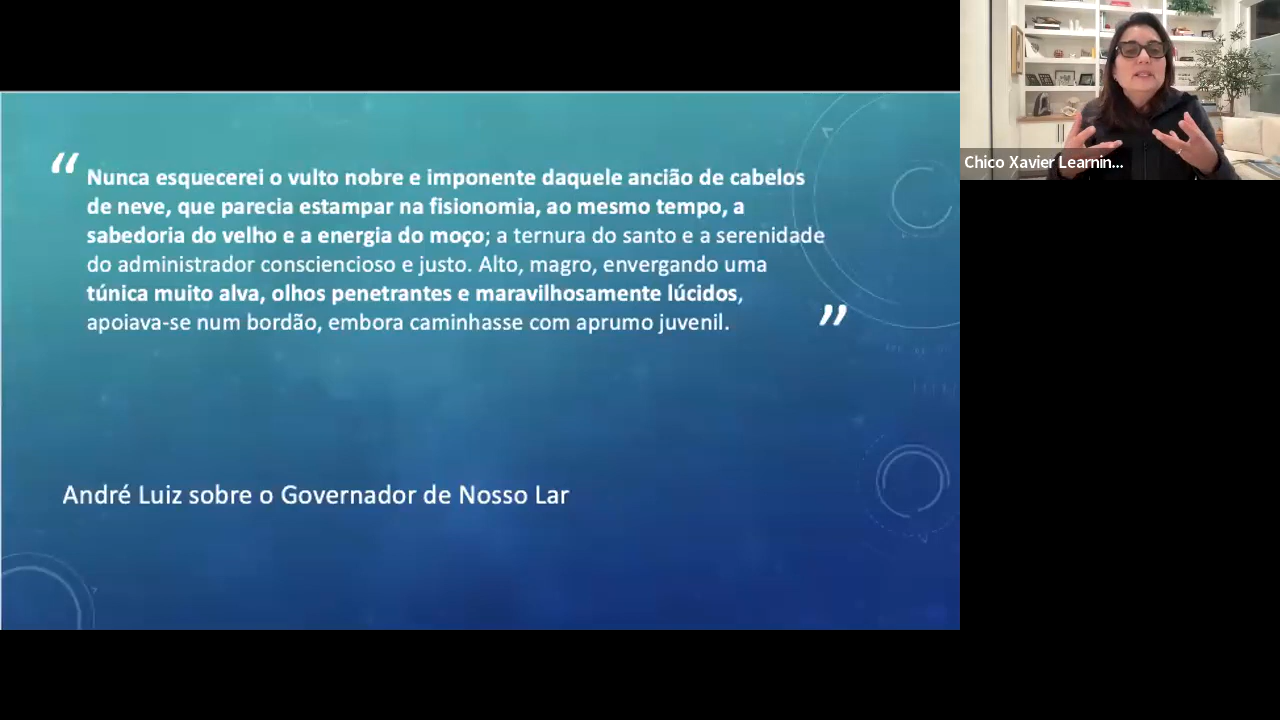 “
Nunca esquecerei o vulto nobre e imponente daquele ancião de cabelos
de neve, que parecia estampar na fisionomia, ao mesmo tempo, a
sabedoria do velho e a energia do moço; a ternura do santo e a serenidade
do administrador consciencioso e justo. Alto, magro, envergando uma
túnica muito alva, olhos penetrantes e maravilhosamente lúcidos,
apoiava-se num bordão, embora caminhasse com aprumo juvenil.
”
André Luiz sobre o Governador de Nosso Lar
Chico Xavier Learnin...